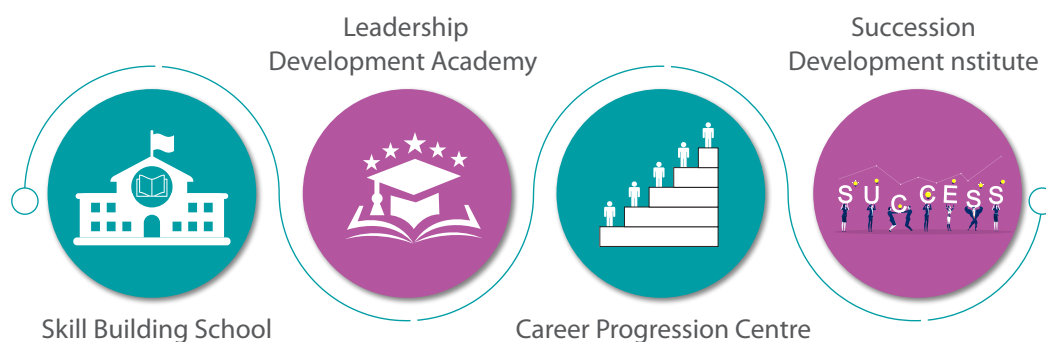 Leadership
Development Academy
Succession
Development nstitute
SUCCESS
Skill Building School
Career Progression Centre